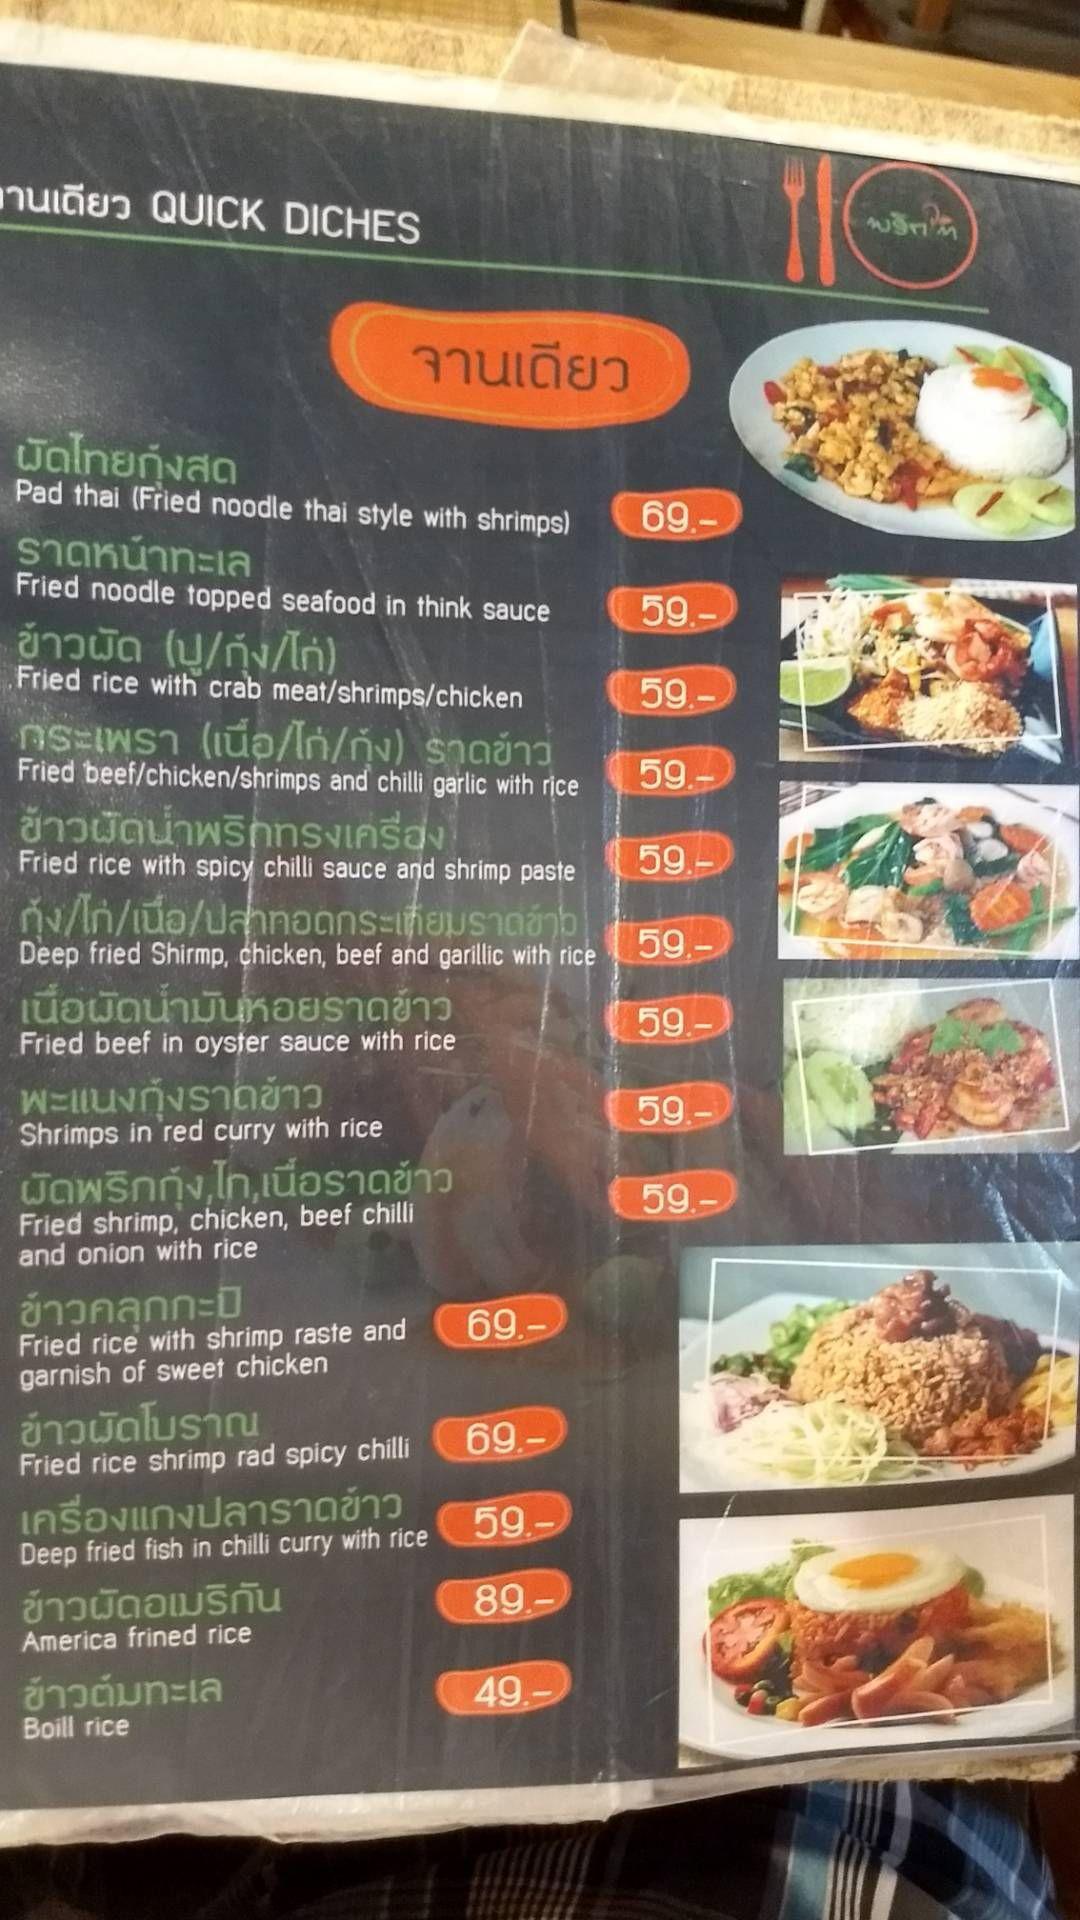 จานเดียว QUICK DICHES
พริกไท
จานเดียว
ผัดไทยกุ้งสด
Pad thai (Fried noodle thai style with shrimps) 69.-
ราดหน้าทะเล
Fried noodle topped seafood in think sauce 59.-
ข้าวผัด (ปู/กุ้ง/ไก่)
Fried rice with crab meat/shrimps/chicken 59.-
กระเพรา (เนื้อ/ไก่/กุ้ง) ราดข้าว
Fried beef/chicken/shrimps and chilli garlic with rice 59.-
ข้าวผัดน้ำพริกทรงเครื่อง
Fried rice with spicy chilli sauce and shrimp paste 59.-
กุ้ง/ไก่/เนื้อ/ปลาทอดกระเทียมราดข้าว
Deep fried Shirmp, chicken, beef and garillic with rice 59.-
เนื้อผัดน้ำมันหอยราดข้าว
Fried beef in oyster sauce with rice 59.-
พะแนงกุ้งราดข้าว
Shrimps in red curry with rice 59.-
ผัดพริกกุ้ง,ไก่,เนื้อราดข้าว
Fried shrimp, chicken, beef chilli 59.-
and onion with rice
ข้าวคลุกกะปิ
Fried rice with shrimp raste and 69.-
garnish of sweet chicken
ข้าวผัดโบราณ
Fried rice shrimp rad spicy chilli 69.-
เครื่องแกงปลาราดข้าว
Deep fried fish in chilli curry with rice 59.-
ข้าวผัดอเมริกัน
America frined rice 89.-
ข้าวต้มทะเล
Boill rice 49.-